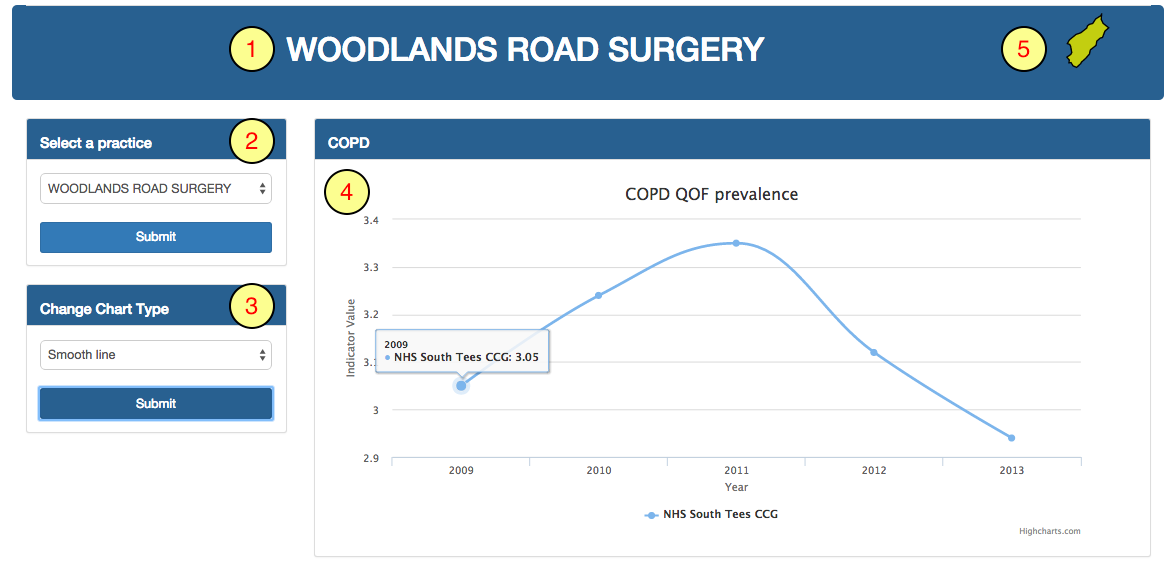 1 WOODLANDS ROAD SURGERY 5
Select a practice 2
WOODLANDS ROAD SURGERY
Submit
Change Chart Type 3
Smooth line
Submit
COPD
4
COPD QOF prevalence
3.4
3.3
3.2
3.1
3
2.9
Indicator Value
2009
NHS South Tees CCG: 3.05
2009 2010 2011 2012 2013
Year
NHS South Tees CCG
Highcharts.com